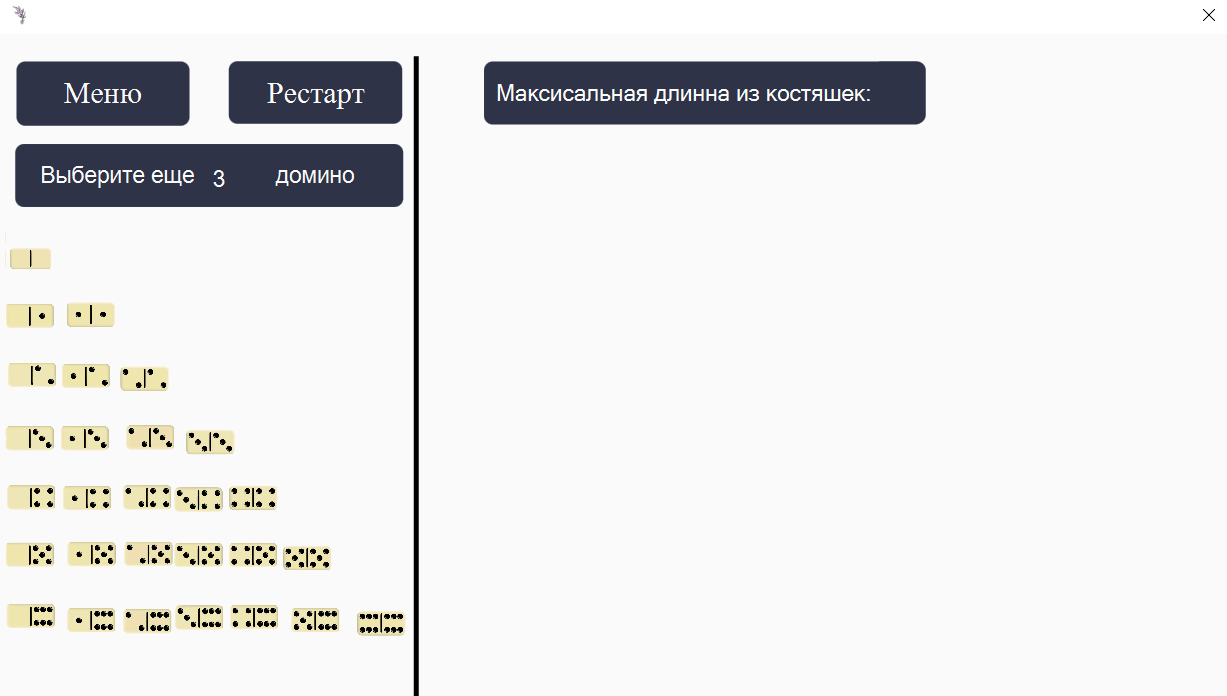 Меню
Рестарт
Максисальная длинна из костяшек:
Выберите еще 3 домино